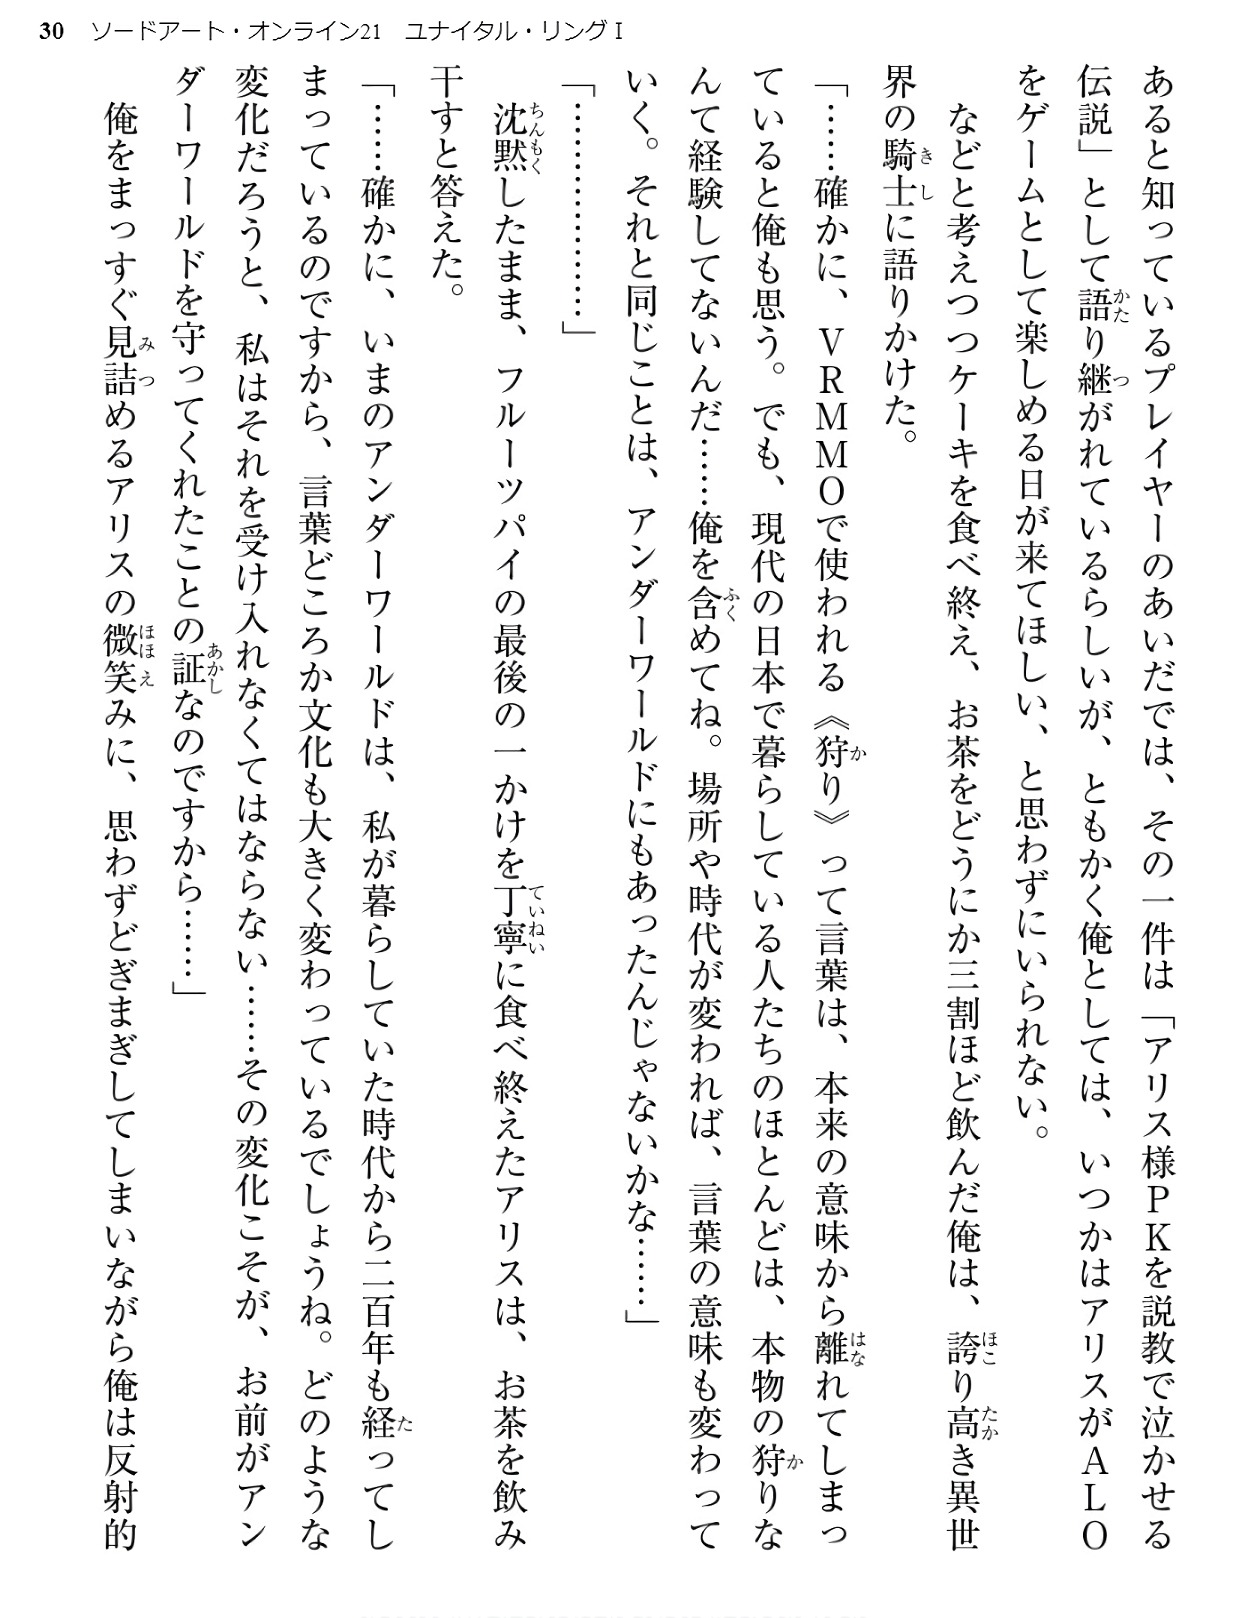 30 ソードアート・オンライン21 ユナイタル・リングⅠ
あると知っているプレイヤーのあいだでは、その一件は「アリス様ＰＫを説教で泣かせる
伝説」として語り継がれているらしいが、ともかく俺としては、いつかはアリスがＡＬＯ
をゲームとして楽しめる日が来てほしい、と思わずにいられない。
　などと考えつつケーキを食べ終え、お茶をどうにか三割ほど飲んだ俺は、誇り高き異世
界の騎士に語りかけた。
「……確かに、ＶＲＭＭＯで使われる《狩り》って言葉は、本来の意味から離れてしまっ
ていると俺も思う。でも、現代の日本で暮らしている人たちのほとんどは、本物の狩りな
んて経験してないんだ……俺を含めてね。場所や時代が変われば、言葉の意味も変わって
いく。それと同じことは、アンダーワールドにもあったんじゃないかな……」
「………………」
　沈黙したまま、フルーツパイの最後の一かけを丁寧に食べ終えたアリスは、お茶を飲み
干すと答えた。
「……確かに、いまのアンダーワールドは、私が暮らしていた時代から二百年も経ってし
まっているのですから、言葉どころか文化も大きく変わっているでしょうね。どのような
変化だろうと、私はそれを受け入れなくてはならない……その変化こそが、お前がアン
ダーワールドを守ってくれたことの証なのですから……」
　俺をまっすぐ見詰めるアリスの微笑みに、思わずどぎまぎしてしまいながら俺は反射的